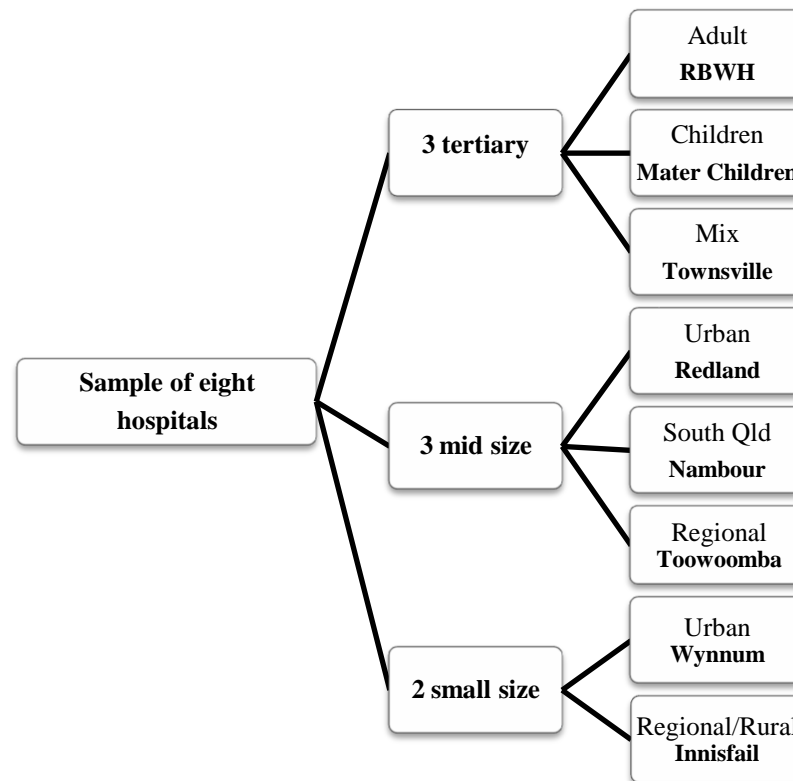 Sample of eight
hospitals
3 tertiary
Adult
RBWH
Children
Mater Children
Mix
Townsville
3 mid size
Urban
Redland
South Qld
Nambour
Regional
Toowoomba
2 small size
Urban
Wynnum
Regional/Rural
Innisfail